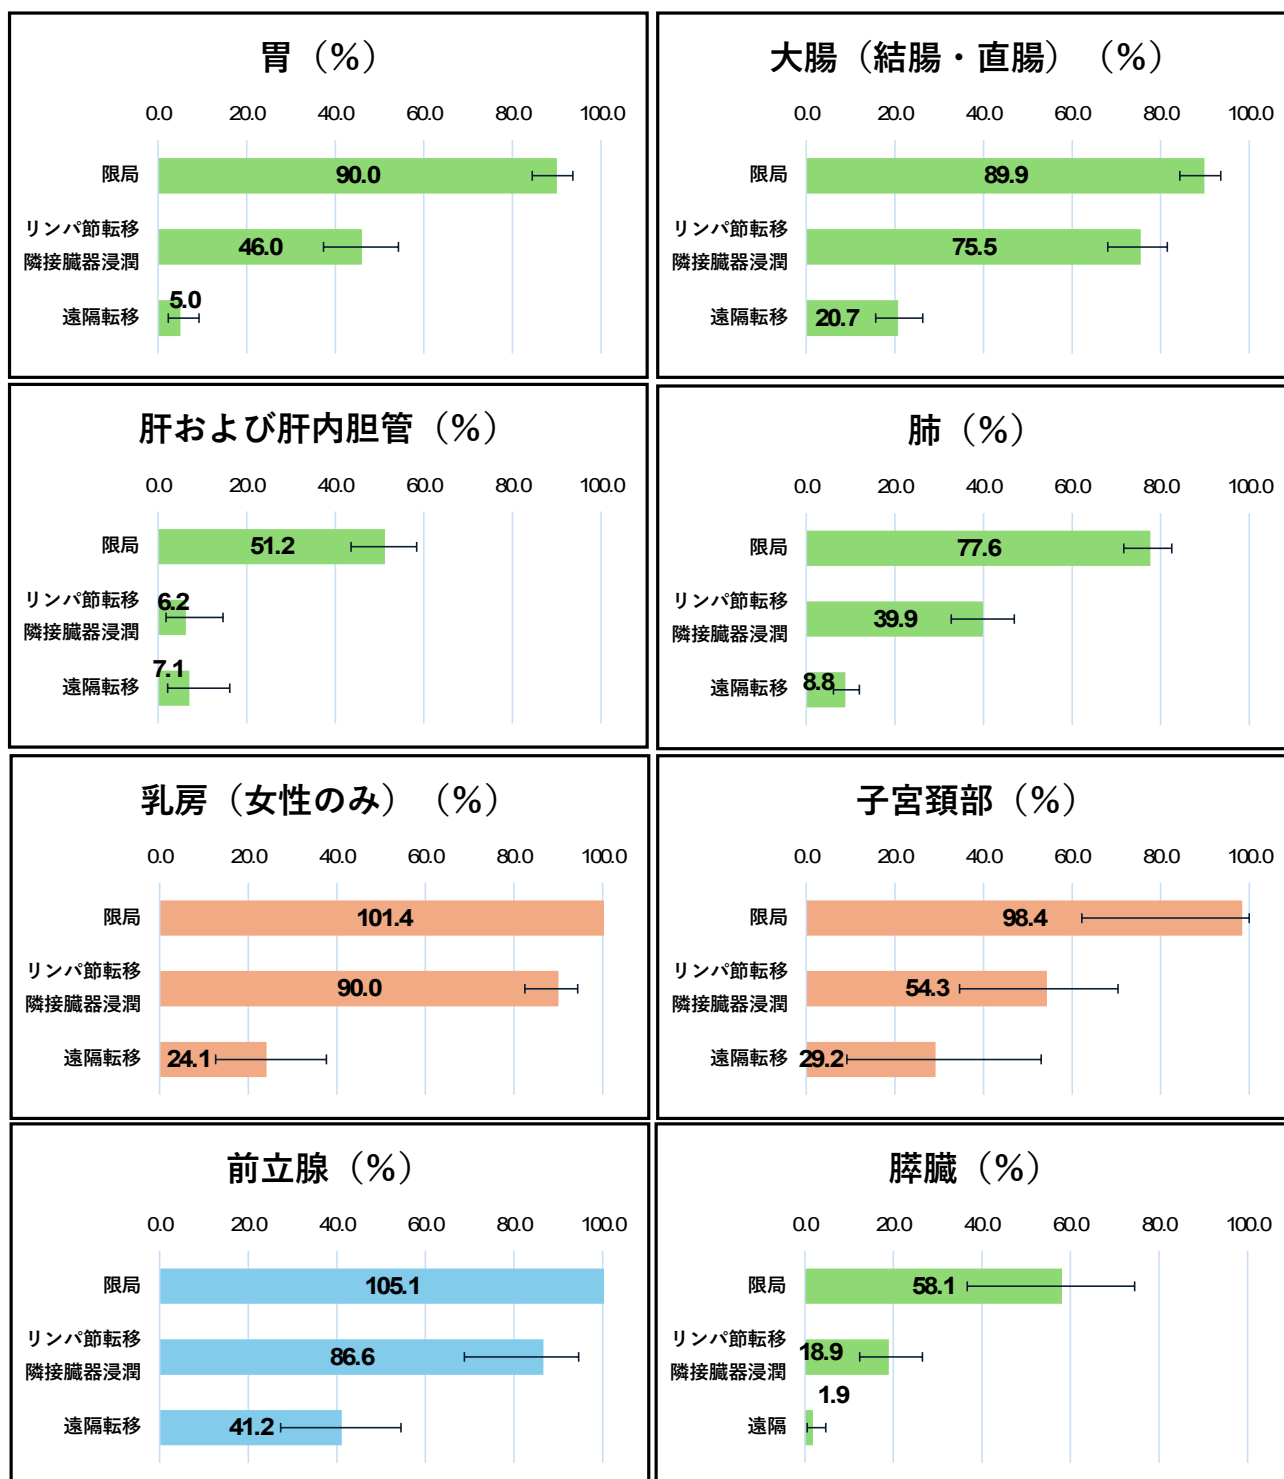 胃（%）
0.0 20.0 40.0 60.0 80.0 100.0
限局 90.0
リンパ節転移
隣接臓器浸潤 46.0
遠隔転移 5.0
大腸（結腸・直腸）（%）
0.0 20.0 40.0 60.0 80.0 100.0
限局 89.9
リンパ節転移
隣接臓器浸潤 75.5
遠隔転移 20.7
肝および肝内胆管（%）
0.0 20.0 40.0 60.0 80.0 100.0
限局 51.2
リンパ節転移
隣接臓器浸潤 6.2
遠隔転移 7.1
肺（%）
0.0 20.0 40.0 60.0 80.0 100.0
限局 77.6
リンパ節転移
隣接臓器浸潤 39.9
遠隔転移 8.8
乳房（女性のみ）（%）
0.0 20.0 40.0 60.0 80.0 100.0
限局 101.4
リンパ節転移
隣接臓器浸潤 90.0
遠隔転移 24.1
子宮頚部（%）
0.0 20.0 40.0 60.0 80.0 100.0
限局 98.4
リンパ節転移
隣接臓器浸潤 54.3
遠隔転移 29.2
前立腺（%）
0.0 20.0 40.0 60.0 80.0 100.0
限局 105.1
リンパ節転移
隣接臓器浸潤 86.6
遠隔転移 41.2
膵臓（%）
0.0 20.0 40.0 60.0 80.0 100.0
限局 58.1
リンパ節転移
隣接臓器浸潤 18.9
遠隔 1.9